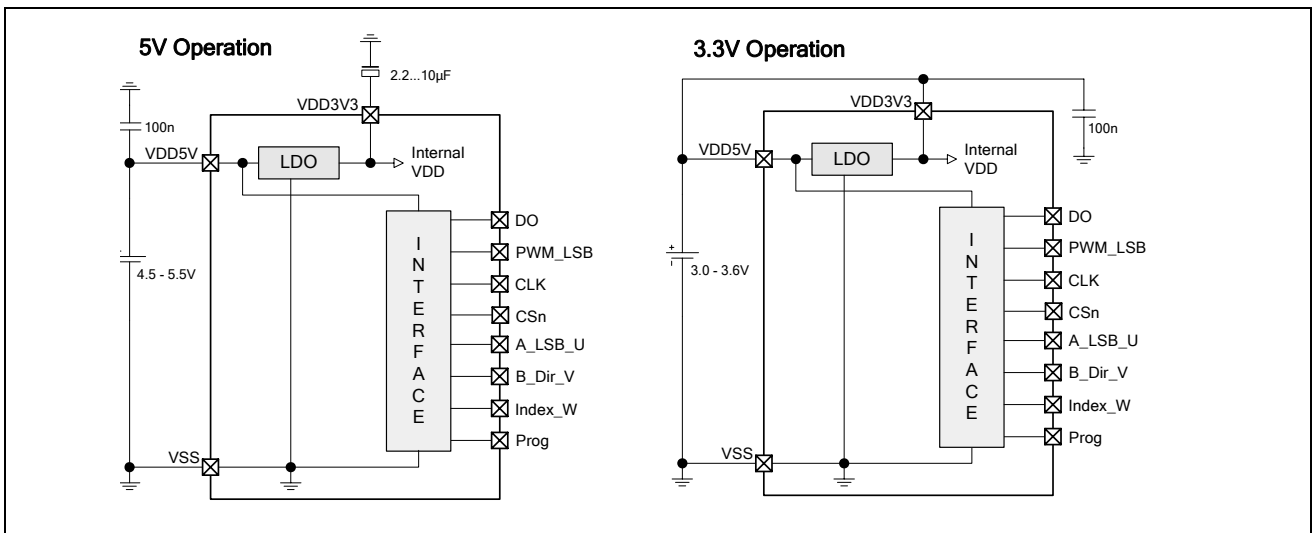 5V Operation
2.2...10µF
VDD3V3
100n
VDD5V
LDO
Internal
VDD
INTERFACE
DO
PWM_LSB
CLK
CSn
A_LSB_U
B_Dir_V
Index_W
Prog
4.5 - 5.5V
VSS
3.3V Operation
VDD3V3
100n
VDD5V
LDO
Internal
VDD
INTERFACE
DO
PWM_LSB
CLK
CSn
A_LSB_U
B_Dir_V
Index_W
Prog
+
-
3.0 - 3.6V
VSS